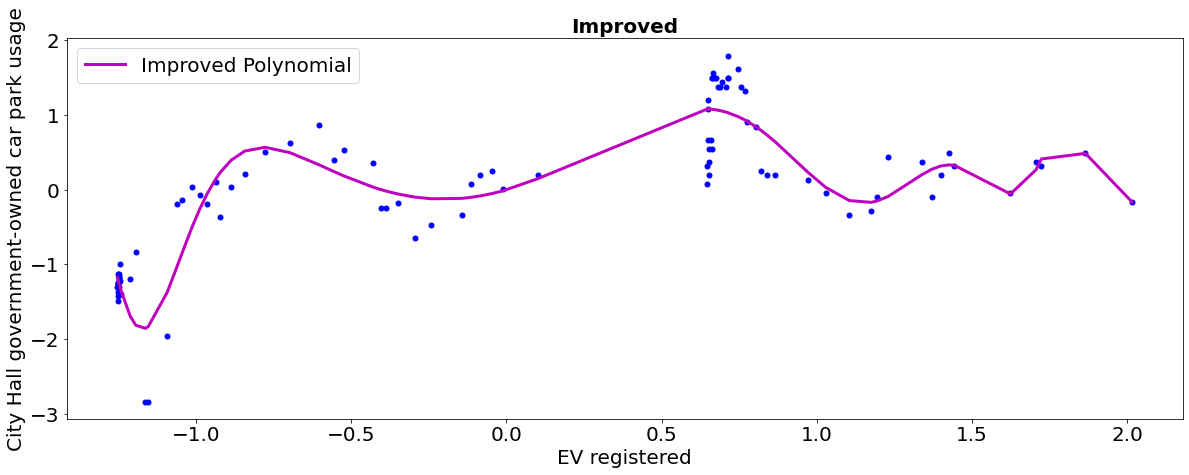 Improved
Improved Polynomial
City Hall government-owned car park usage
2
1
0
−1
−2
−3
−1.0 −0.5 0.0 0.5 1.0 1.5 2.0
EV registered